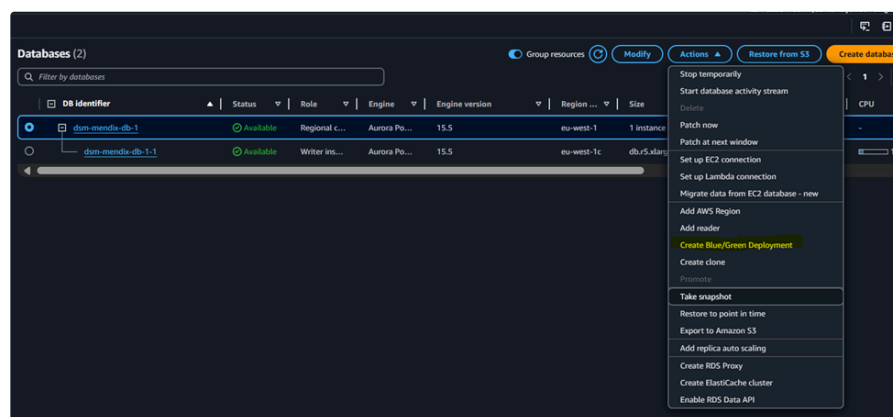 Databases (2)
Group resources
Modify
Actions
Restore from S3
Create databas
Filter by databases
1
DB identifier
Status
Role
Engine
Engine version
Region ...
Size
CPU
dsm-mendix-db-1
Available
Regional c...
Aurora Po...
15.5
eu-west-1
1 instance
-
dsm-mendix-db-1-1
Available
Writer ins...
Aurora Po...
15.5
eu-west-1c
db.r5.xlarg
Stop temporarily
Start database activity stream
Delete
Patch now
Patch at next window
Set up EC2 connection
Set up Lambda connection
Migrate data from EC2 database - new
Add AWS Region
Add reader
Create Blue/Green Deployment
Create clone
Promote
Take snapshot
Restore to point in time
Export to Amazon S3
Add replica auto scaling
Create RDS Proxy
Create ElastiCache cluster
Enable RDS Data API